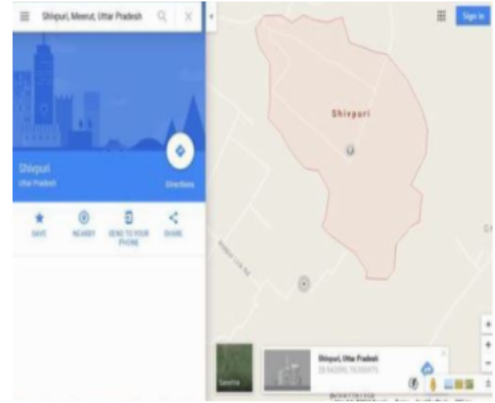 Shivpuri, Meerut, Uttar Pradesh
Sign in
Shivpuri
Shivpuri
Uttar Pradesh
Directions
SAVE
NEARBY
SEND TO YOUR
PHONE
SHARE
Shivpuri, Uttar Pradesh
Satellite